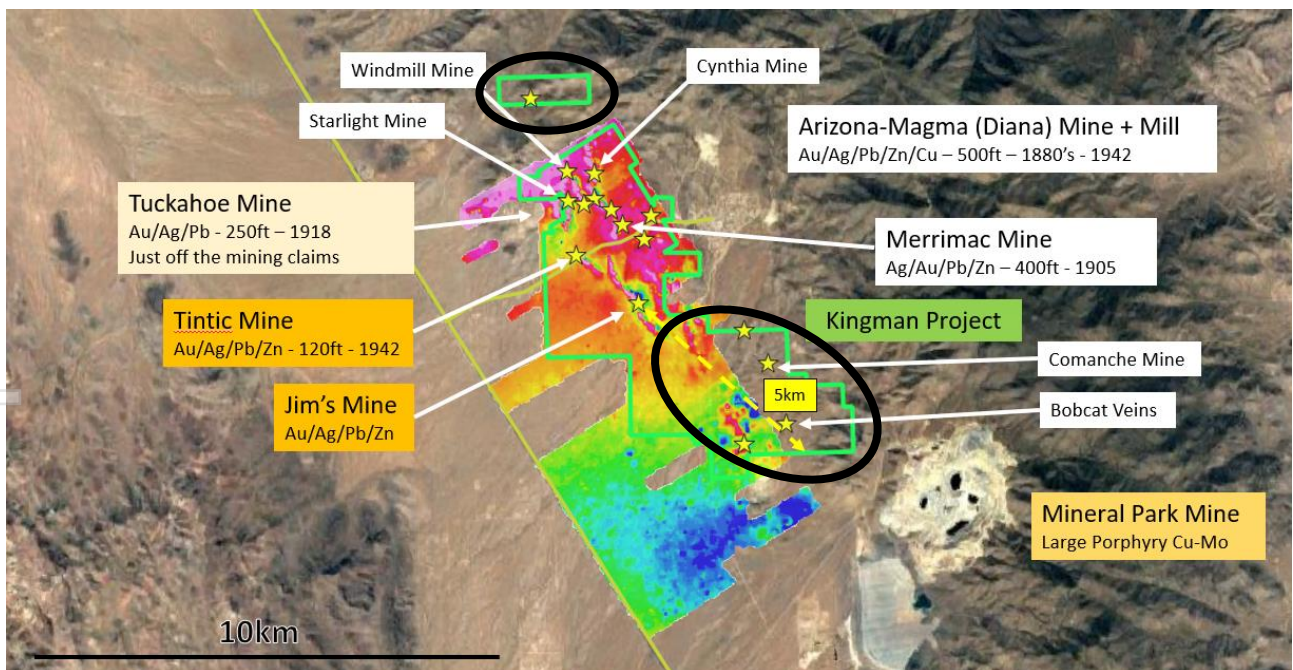 Windmill Mine
Cynthia Mine
Starlight Mine
Arizona-Magma (Diana) Mine + Mill
Au/Ag/Pb/Zn/Cu – 500ft – 1880's - 1942
Tuckahoe Mine
Au/Ag/Pb - 250ft – 1918
Just off the mining claims
Merrimac Mine
Ag/Au/Pb/Zn – 400ft - 1905
Tintic Mine
Au/Ag/Pb/Zn - 120ft - 1942
Kingman Project
Comanche Mine
5km
Jim's Mine
Au/Ag/Pb/Zn
Bobcat Veins
Mineral Park Mine
Large Porphyry Cu-Mo
10km